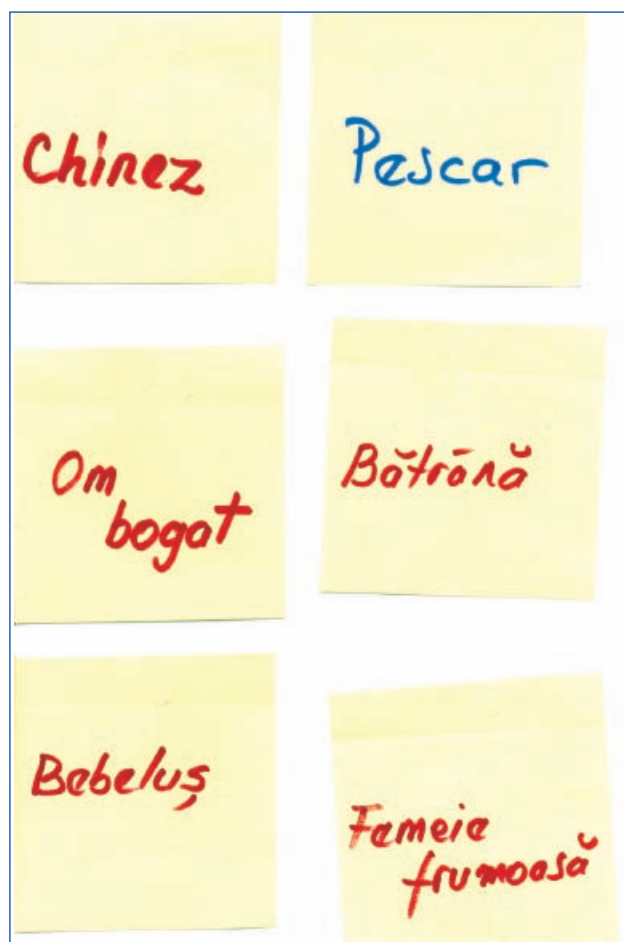 Chinez
Pescar
Om
bogat
Bătrână
Bebeluș
Femeie
frumoasă